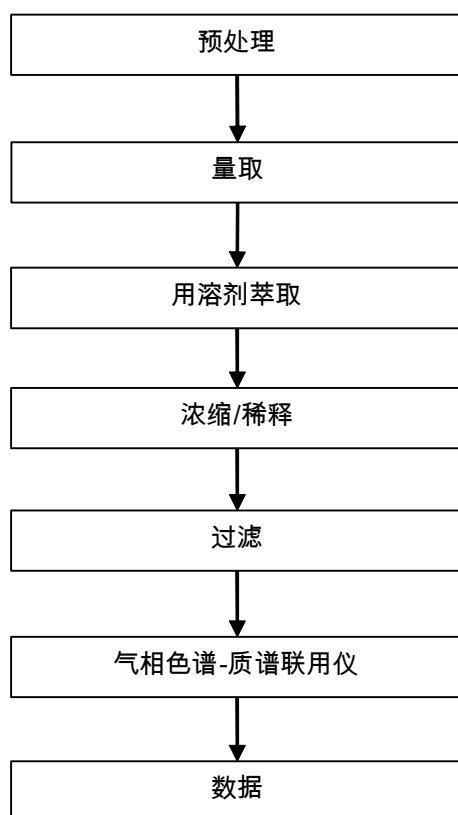 预处理
量取
用溶剂萃取
浓缩/稀释
过滤
气相色谱-质谱联用仪
数据